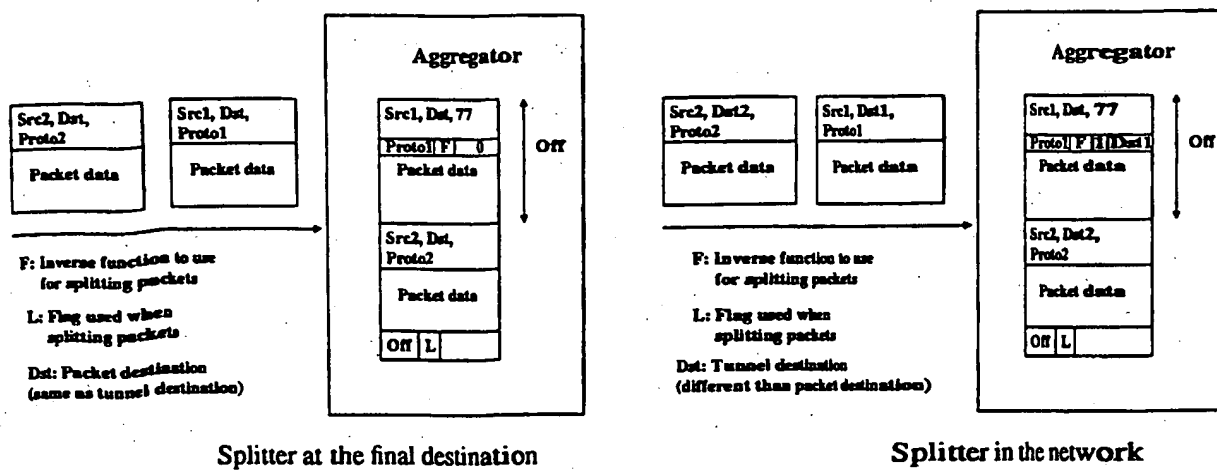 Aggregator
Src2, Dst,
Proto2
Packet data
Src1, Dst,
Proto1
Packet data
Src1, Dst, 77
Proto1 F 0
Packet data
Src2, Dst,
Proto2
Packet data
Off L
Off
F: Inverse function to use
for splitting packets
L: Flag used when
splitting packets
Dst: Packet destination
(same as tunnel destination)
Splitter at the final destination
Aggregator
Src2, Dst2,
Proto2
Packet data
Src1, Dst1,
Proto1
Packet data
Src1, Dst, 77
Proto1 F 1 Dst1
Packet data
Src2, Dst2,
Proto2
Packet data
Off L
Off
F: Inverse function to use
for splitting packets
L: Flag used when
splitting packets
Dst: Tunnel destination
(different than packet destination)
Splitter in the network